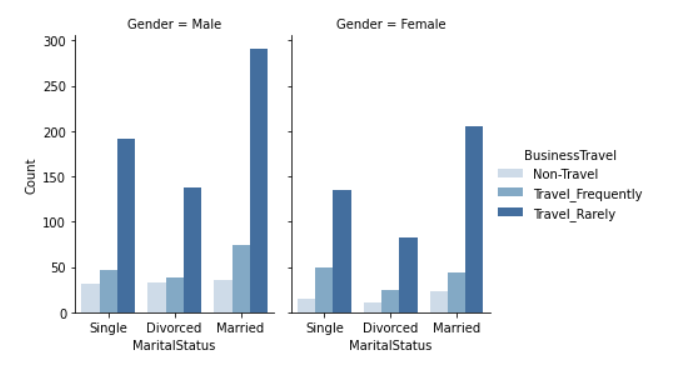 Gender = Male
Gender = Female
300
250
200
150
100
50
0
Count
Single Divorced Married
MaritalStatus
Single Divorced Married
MaritalStatus
BusinessTravel
Non-Travel
Travel_Frequently
Travel_Rarely